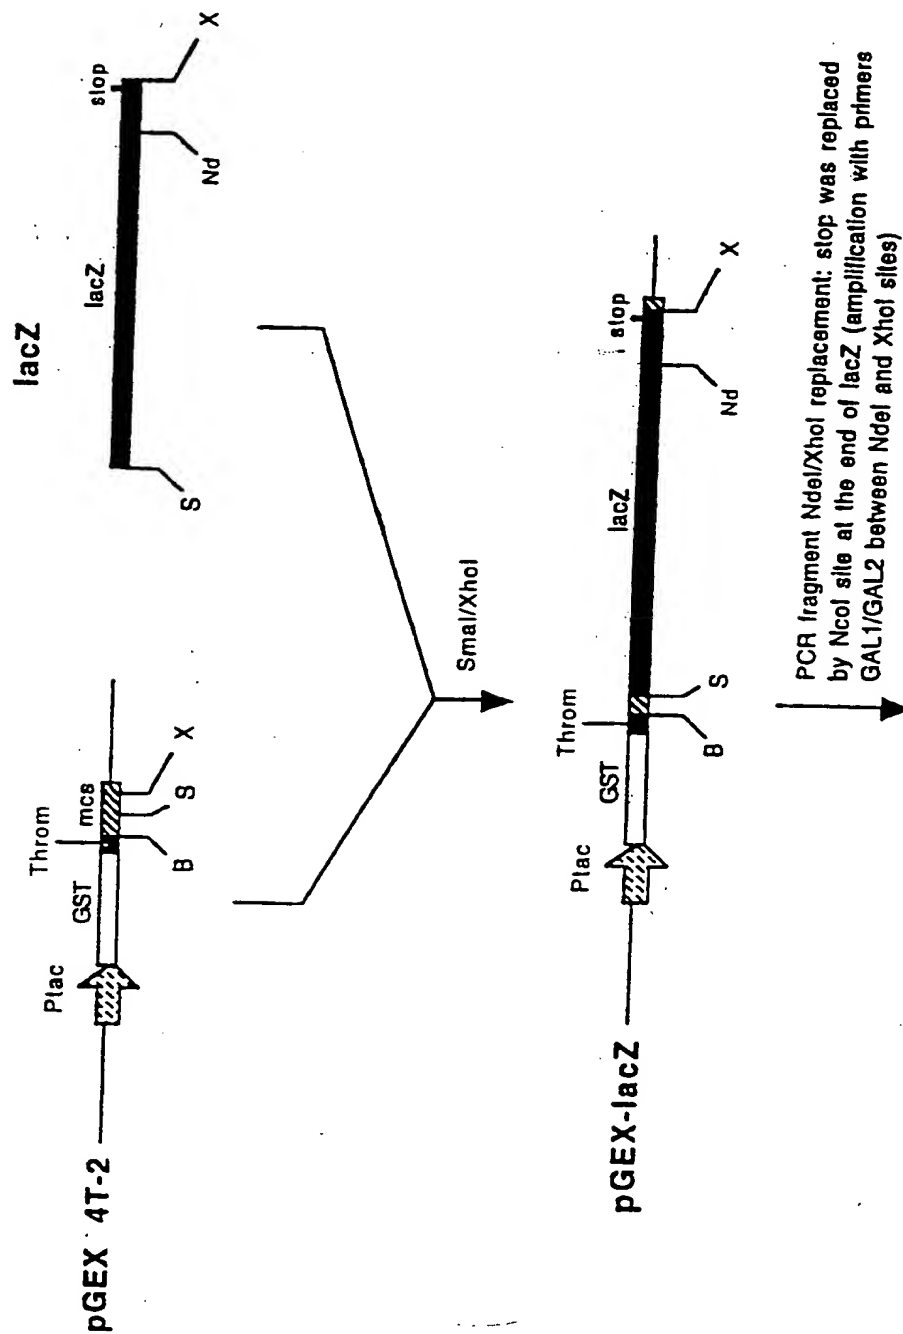 lacZ
pGEX 4T-2
Ptac
GST
Throm
mcs
B
S
X
lacZ
stop
S
Nd
X
SmaI/XhoI
pGEX-lacZ
Ptac
GST
Throm
B
S
lacZ
stop
Nd
X
PCR fragment NdeI/XhoI replacement: stop was replaced
by NcoI site at the end of lacZ (amplification with primers
GAL1/GAL2 between NdeI and XhoI sites)